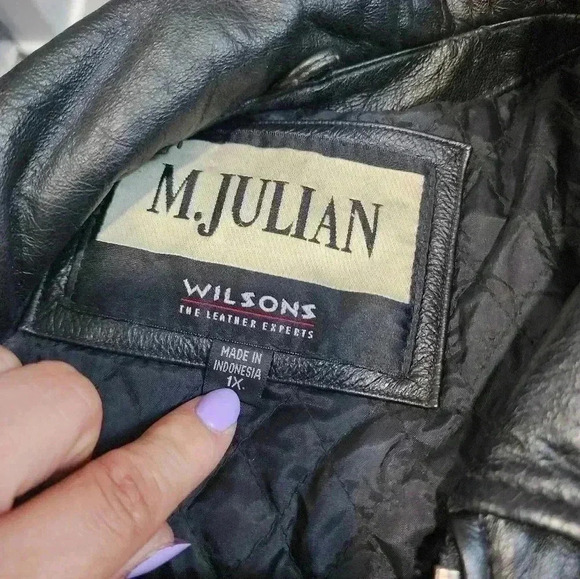 M.JULIAN
WILSONS
THE LEATHER EXPERTS
MADE IN
INDONESIA
1X